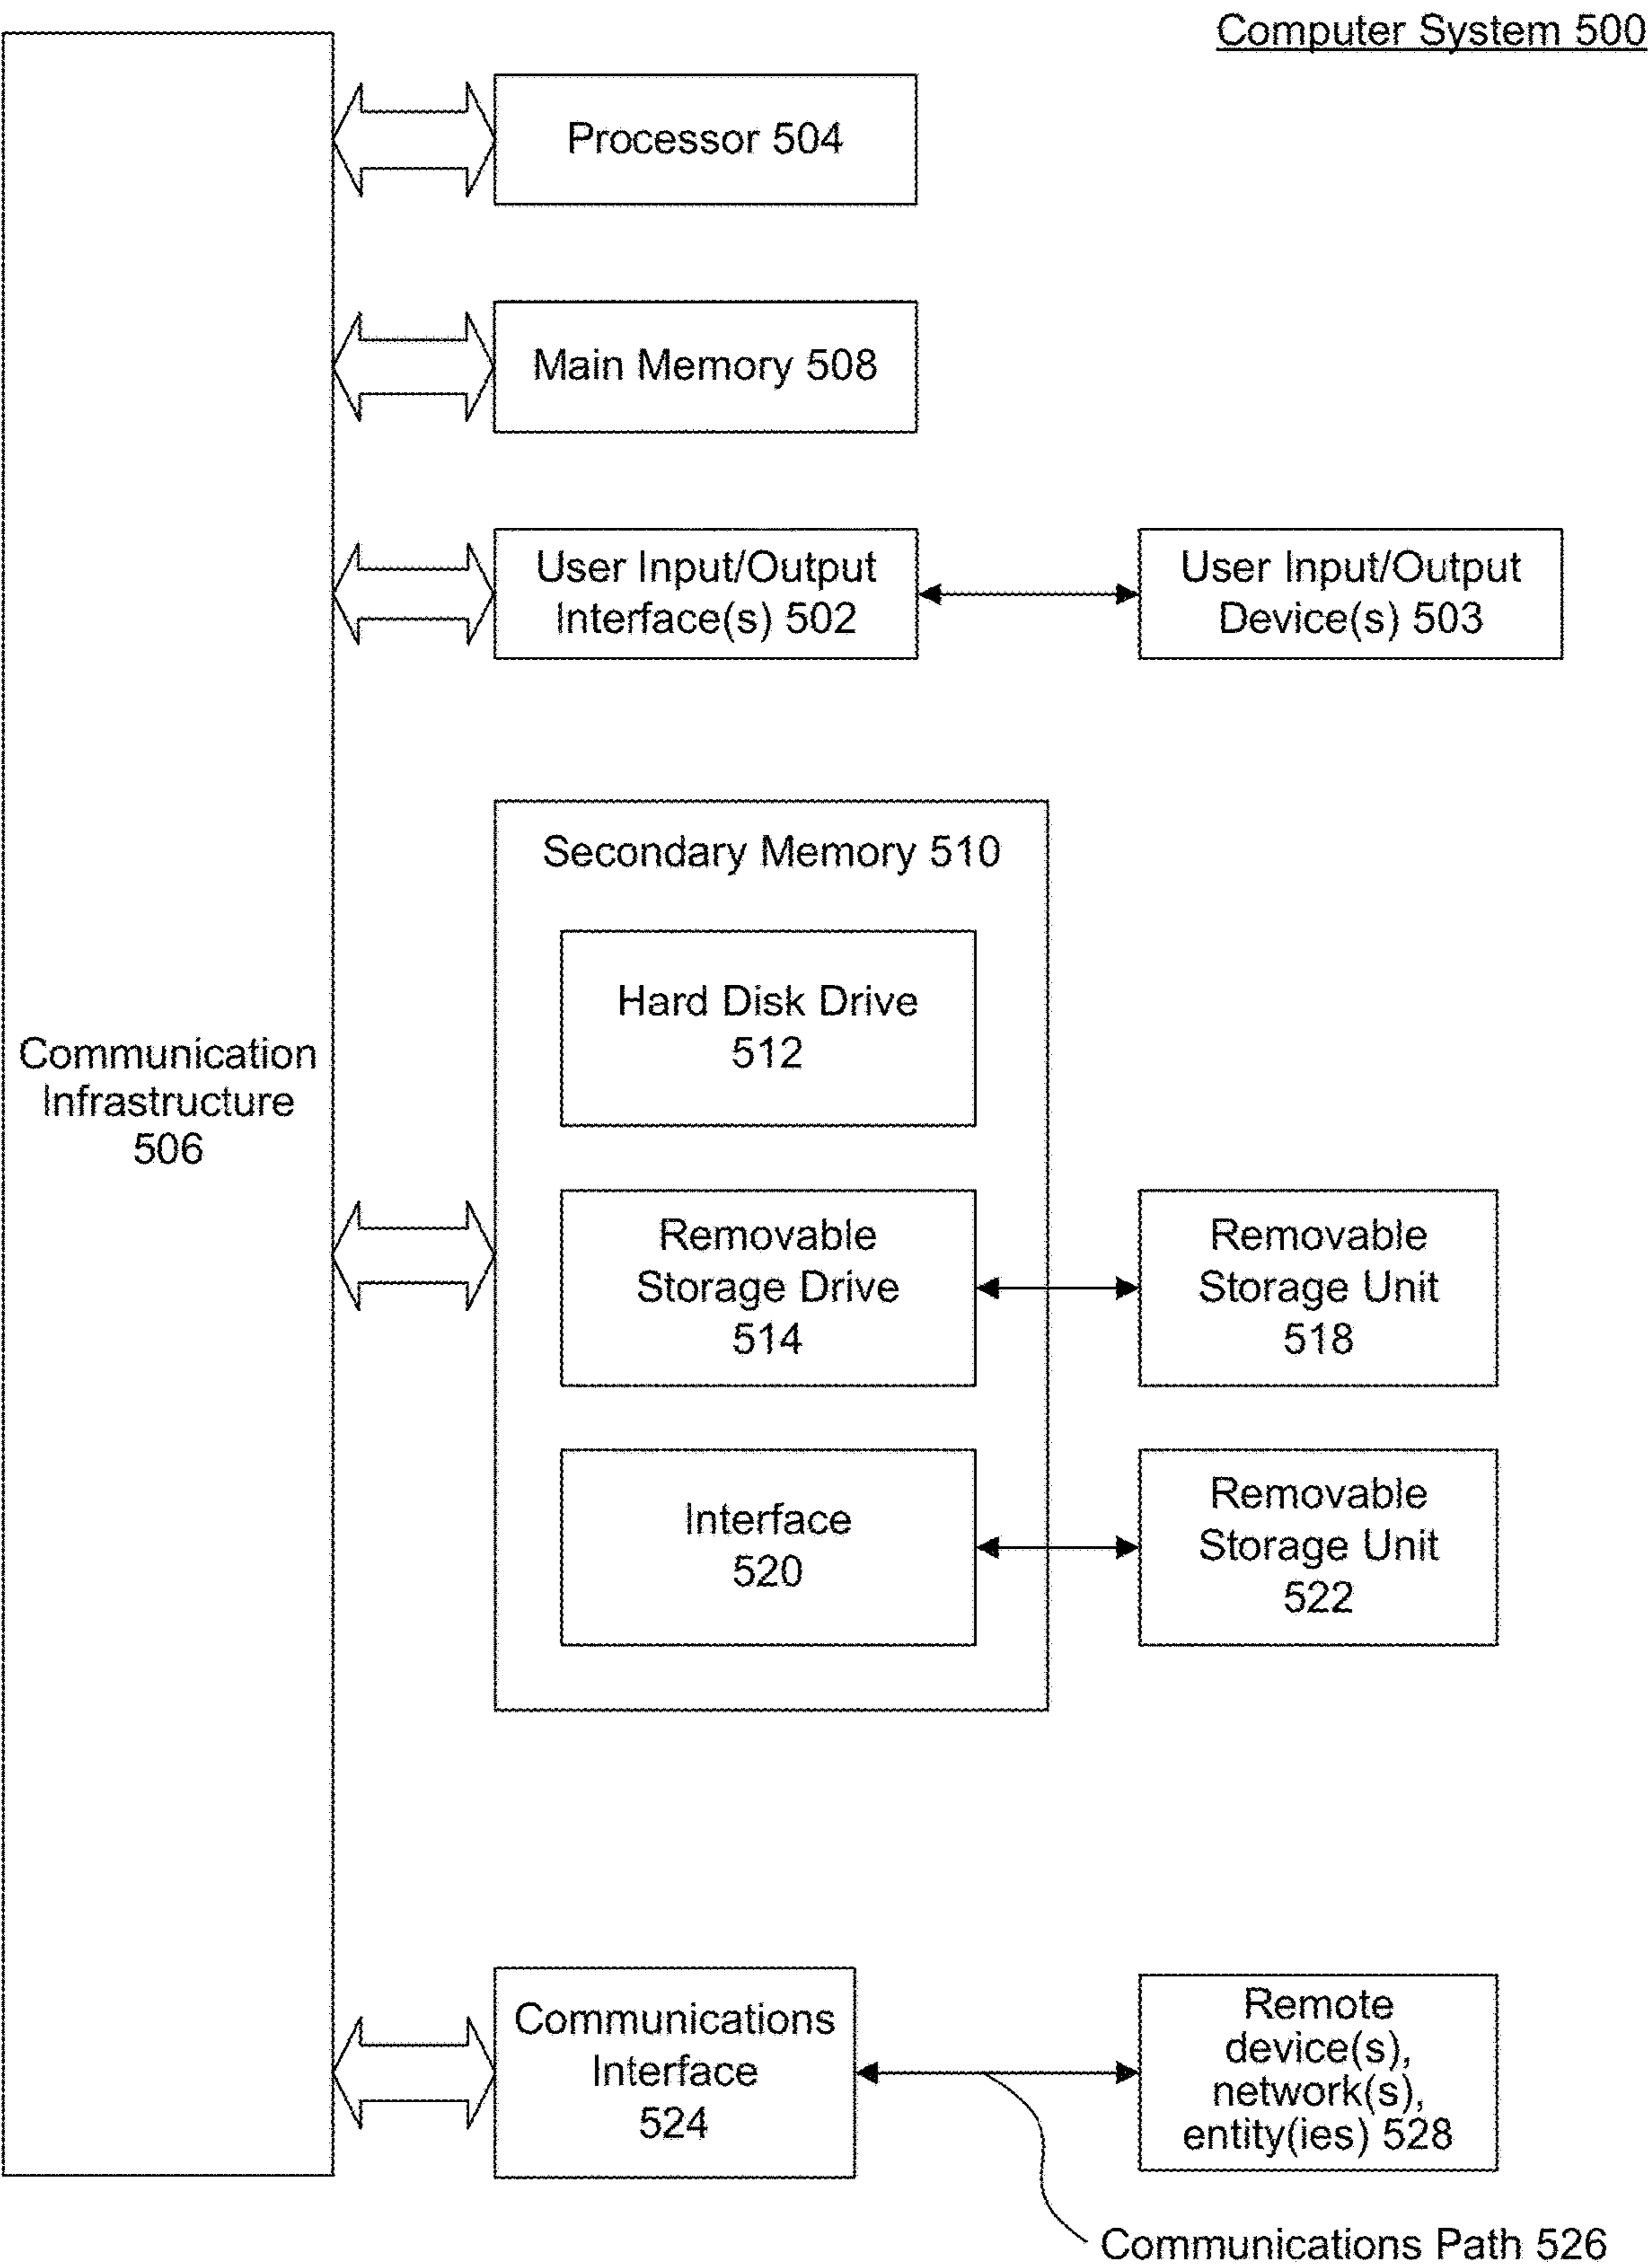 Computer System 500
Processor 504
Main Memory 508
User Input/Output
Interface(s) 502
User Input/Output
Device(s) 503
Secondary Memory 510
Hard Disk Drive
512
Communication
Infrastructure
506
Removable
Storage Drive
514
Removable
Storage Unit
518
Interface
520
Removable
Storage Unit
522
Communications
Interface
524
Remote
device(s),
network(s),
entity(ies) 528
Communications Path 526